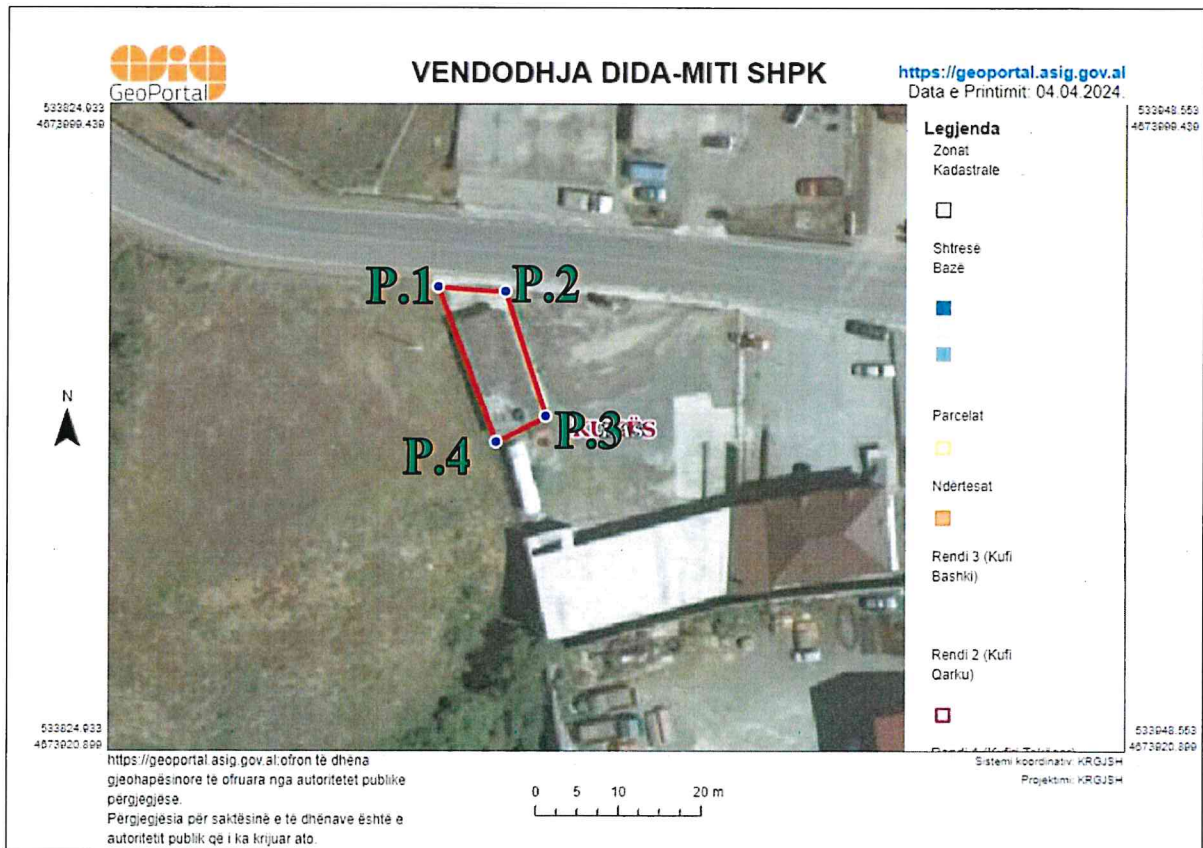 asig
GeoPortal
VENDODHJA DIDA-MITI SHPK
https://geoportal.asig.gov.al
Data e Printimit: 04.04.2024.
533824.933
4673999.439
533948.553
4673999.439
Legjenda
Zonat
Kadastrale
Shtresë
Bazë
Parcelat
Ndërtesat
Rendi 3 (Kufi
Bashki)
Rendi 2 (Kufi
Qarku)
P.1
P.2
P.3
P.4
N
533824.933
4673920.899
533948.553
4673920.899
https://geoportal.asig.gov.al:ofron të dhëna
gjeohapësinore të ofruara nga autoritetet publike
përgjegjëse.
Përgjegjësia për saktësinë e të dhënave është e
autoritetit publik që i ka krijuar ato.
0 5 10 20 m
Sistemi koordinativ: KRGJSH
Projektimi: KRGJSH